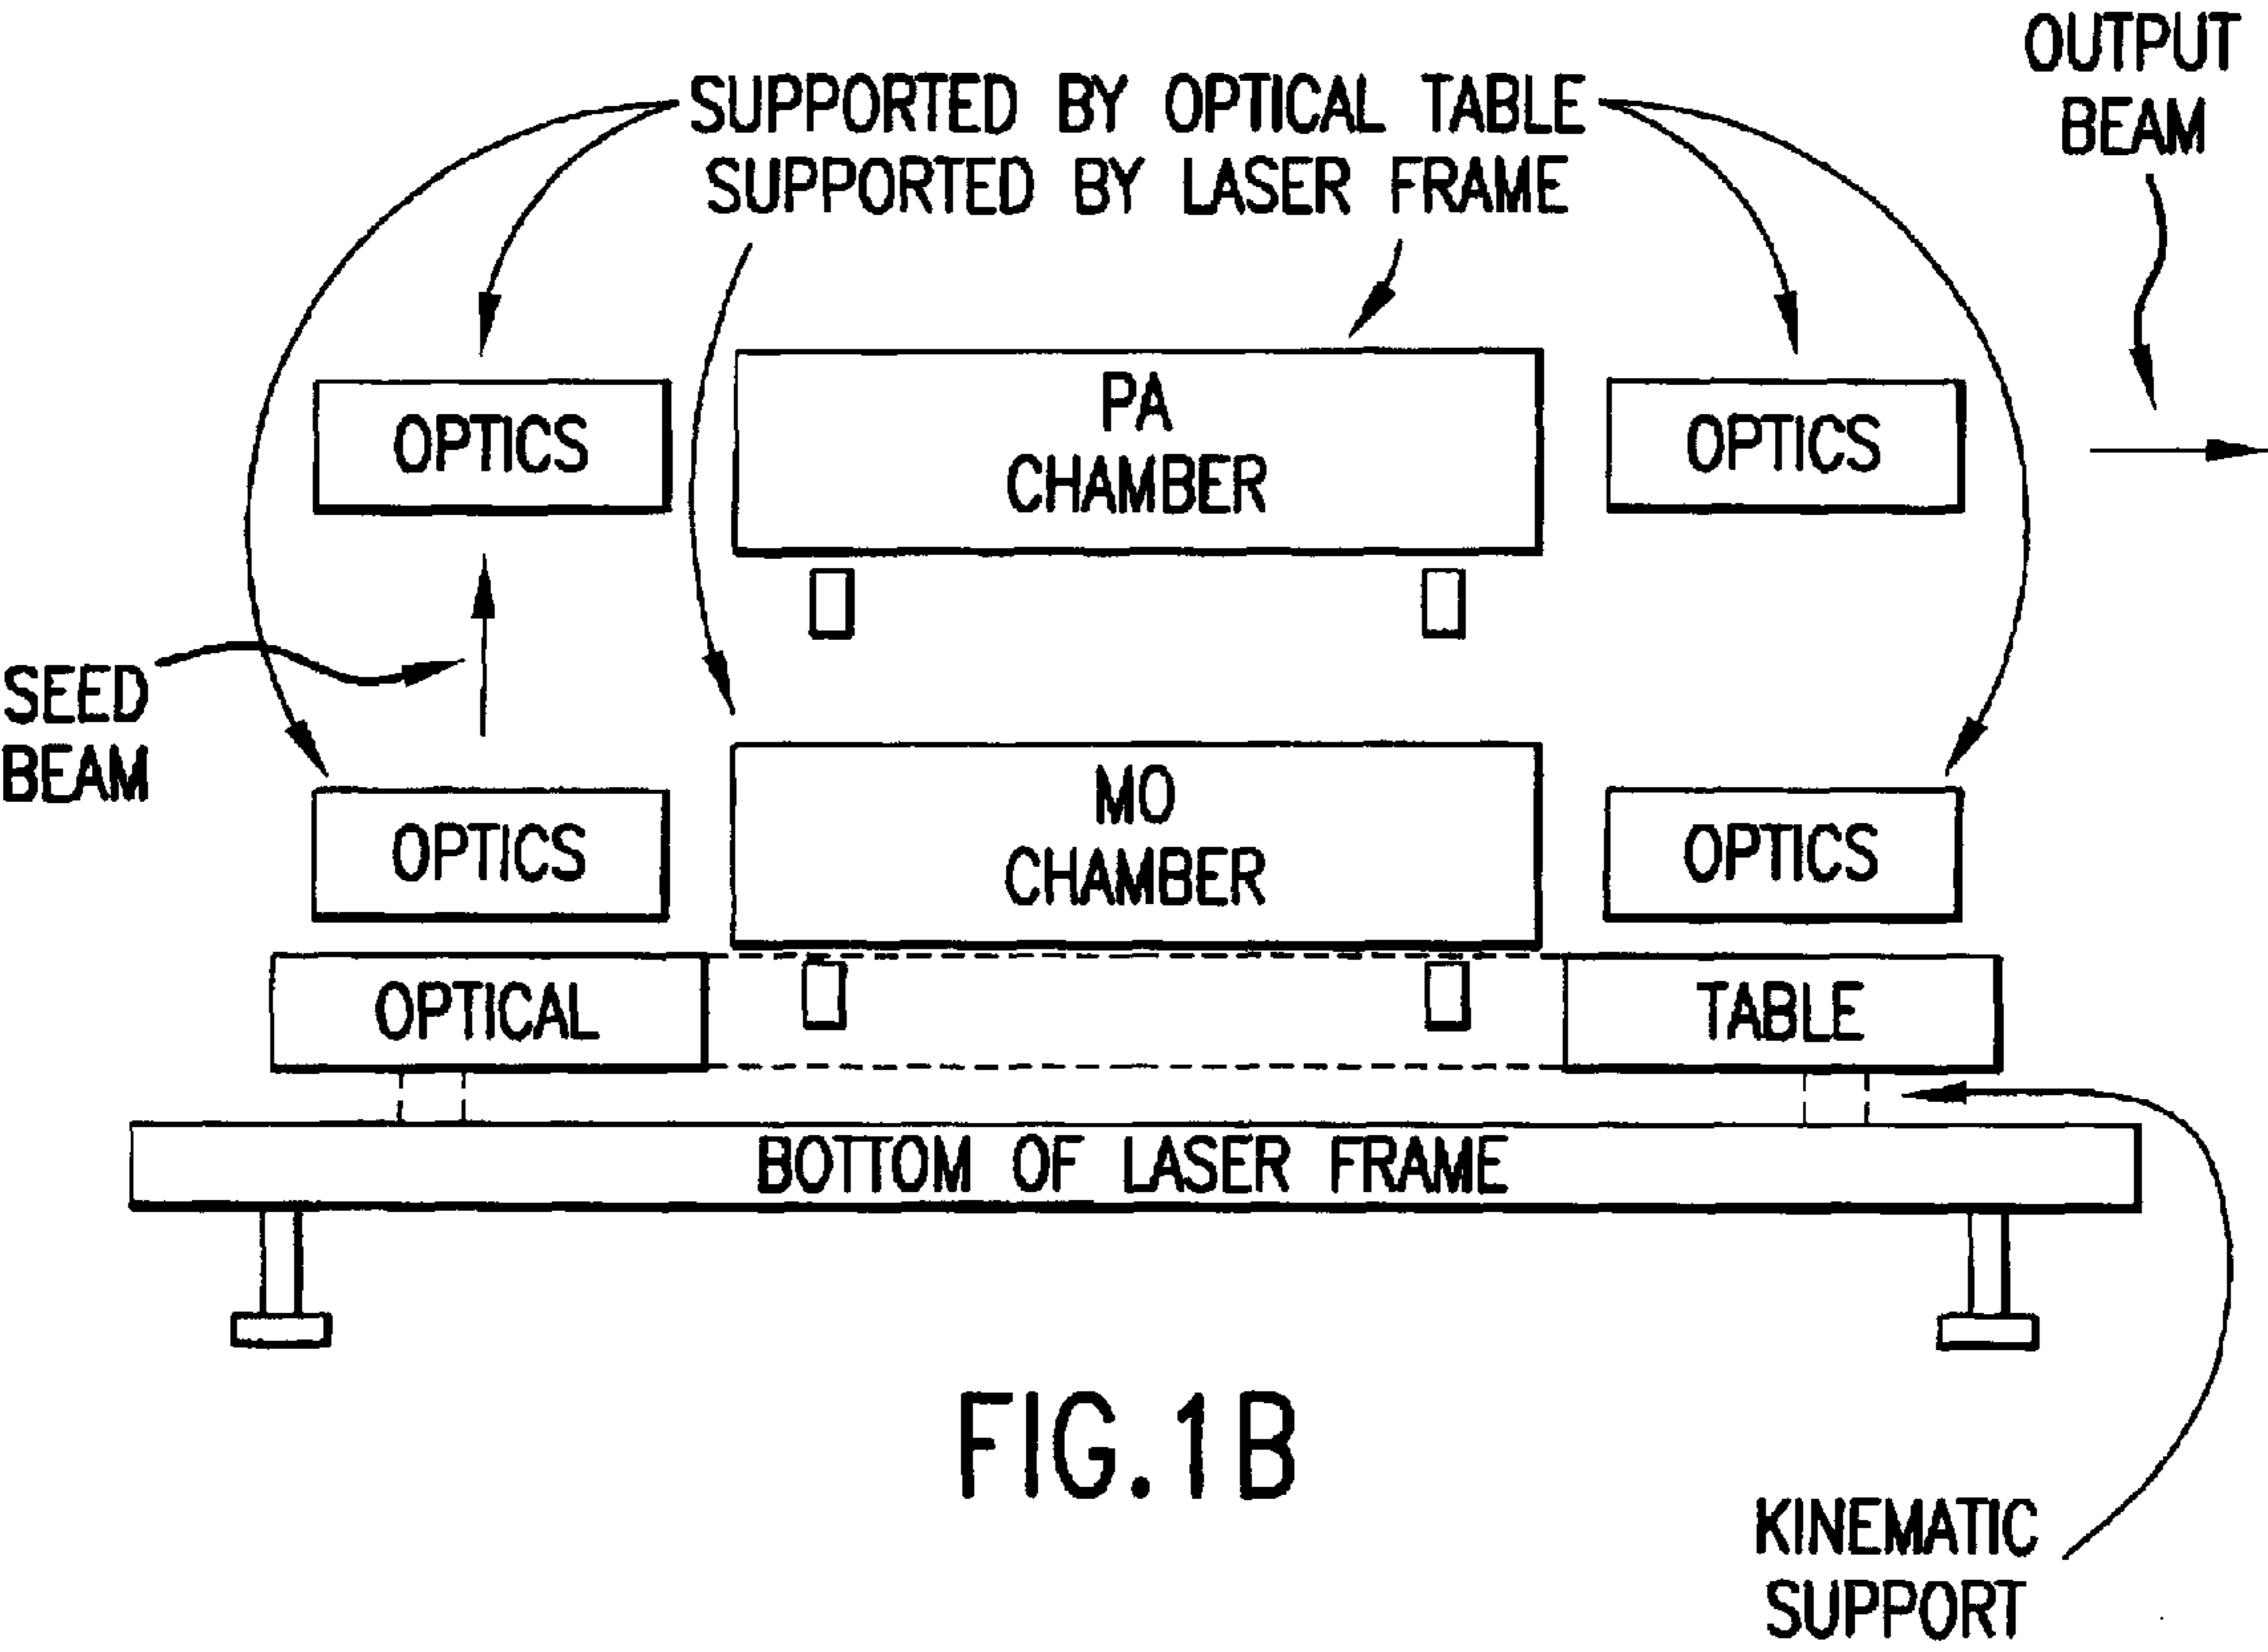 OUTPUT
BEAM
SUPPORTED BY OPTICAL TABLE
SUPPORTED BY LASER FRAME
OPTICS
PA
CHAMBER
OPTICS
SEED
BEAM
OPTICS
MO
CHAMBER
OPTICS
OPTICAL
TABLE
BOTTOM OF LASER FRAME
FIG.1B
KINEMATIC
SUPPORT